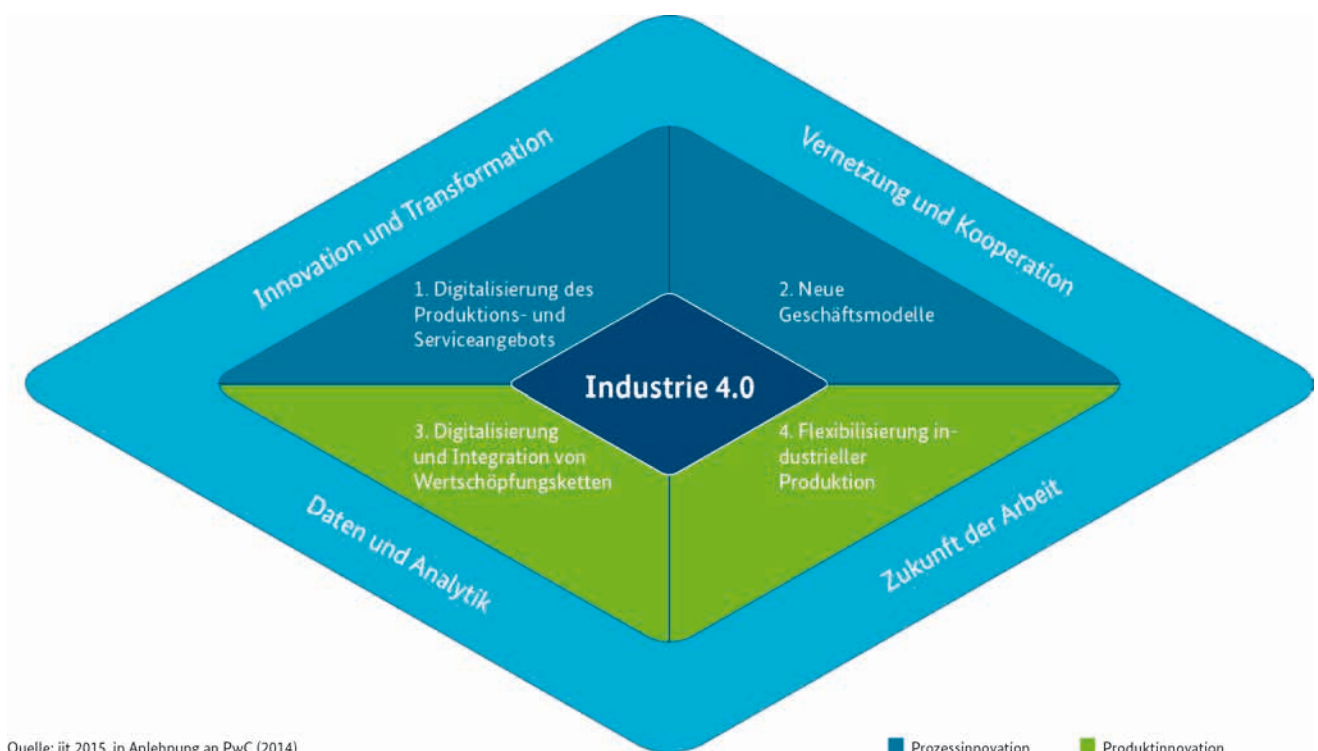 Innovation und Transformation
Vernetzung und Kooperation
1. Digitalisierung des
Produktions- und
Serviceangebots
2. Neue
Geschäftsmodelle
Industrie 4.0
3. Digitalisierung
und Integration von
Wertschöpfungsketten
4. Flexibilisierung in-
dustrieller
Produktion
Daten und Analytik
Zukunft der Arbeit
Quelle: iit 2015, in Anlehnung an PwC (2014)
Prozessinnovation
Produktinnovation